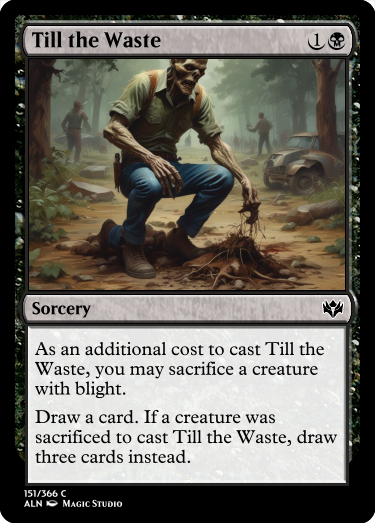 Till the Waste 1
Sorcery
As an additional cost to cast Till the
Waste, you may sacrifice a creature
with blight.
Draw a card. If a creature was
sacrificed to cast Till the Waste, draw
three cards instead.
151/366 C
ALN Magic Studio